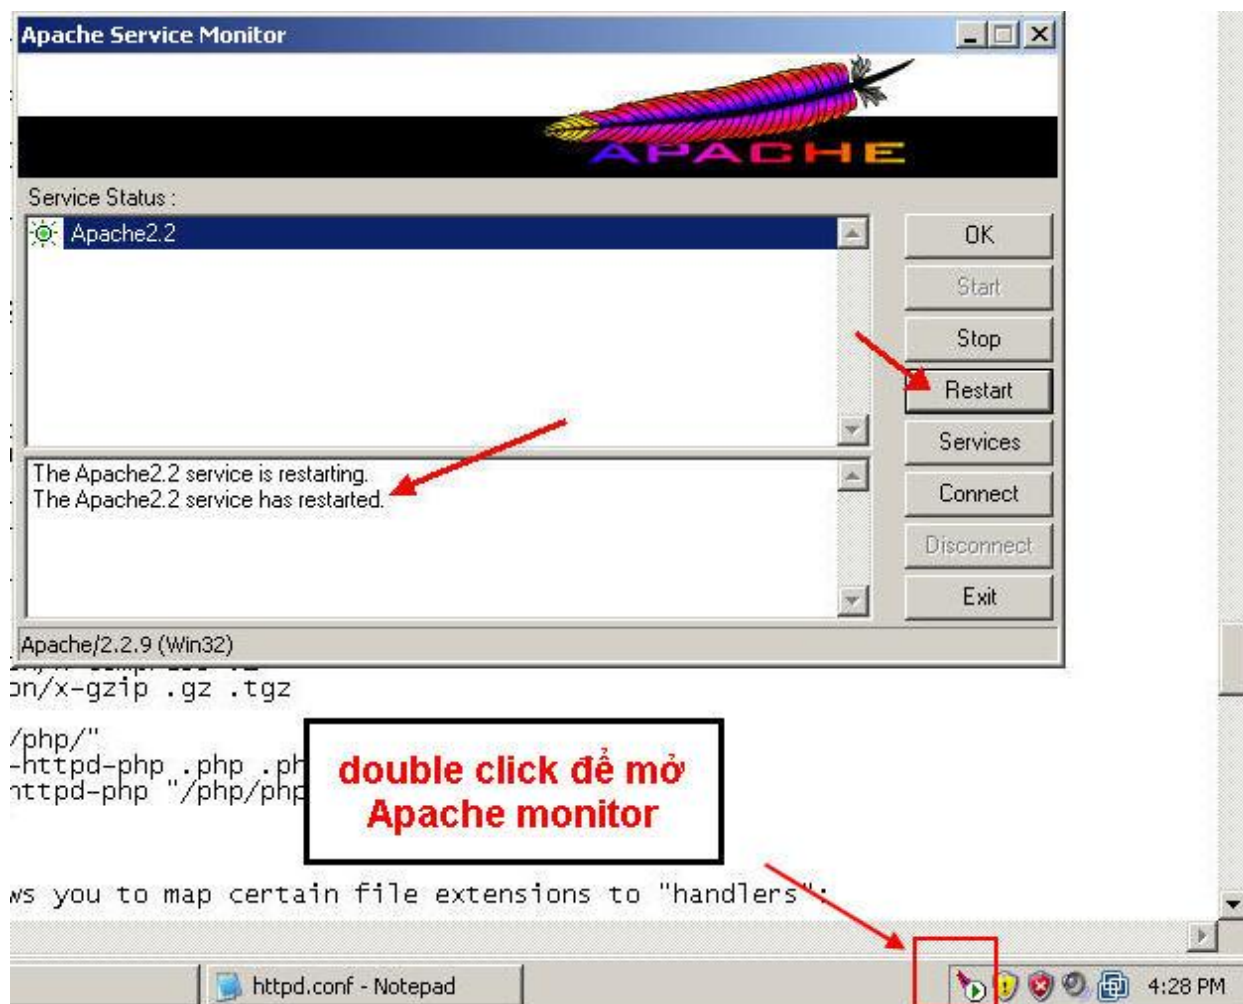 Apache Service Monitor
APACHE
Service Status :
Apache2.2
OK
Start
Stop
Restart
Services
Connect
Disconnect
Exit
The Apache2.2 service is restarting.
The Apache2.2 service has restarted.
Apache/2.2.9 (Win32)
on/x-gzip .gz .tgz
/php/"
-httpd-php .php .ph
httpd-php "/php/php
double click để mở
Apache monitor
ws you to map certain file extensions to "handlers":
httpd.conf - Notepad
4:28 PM